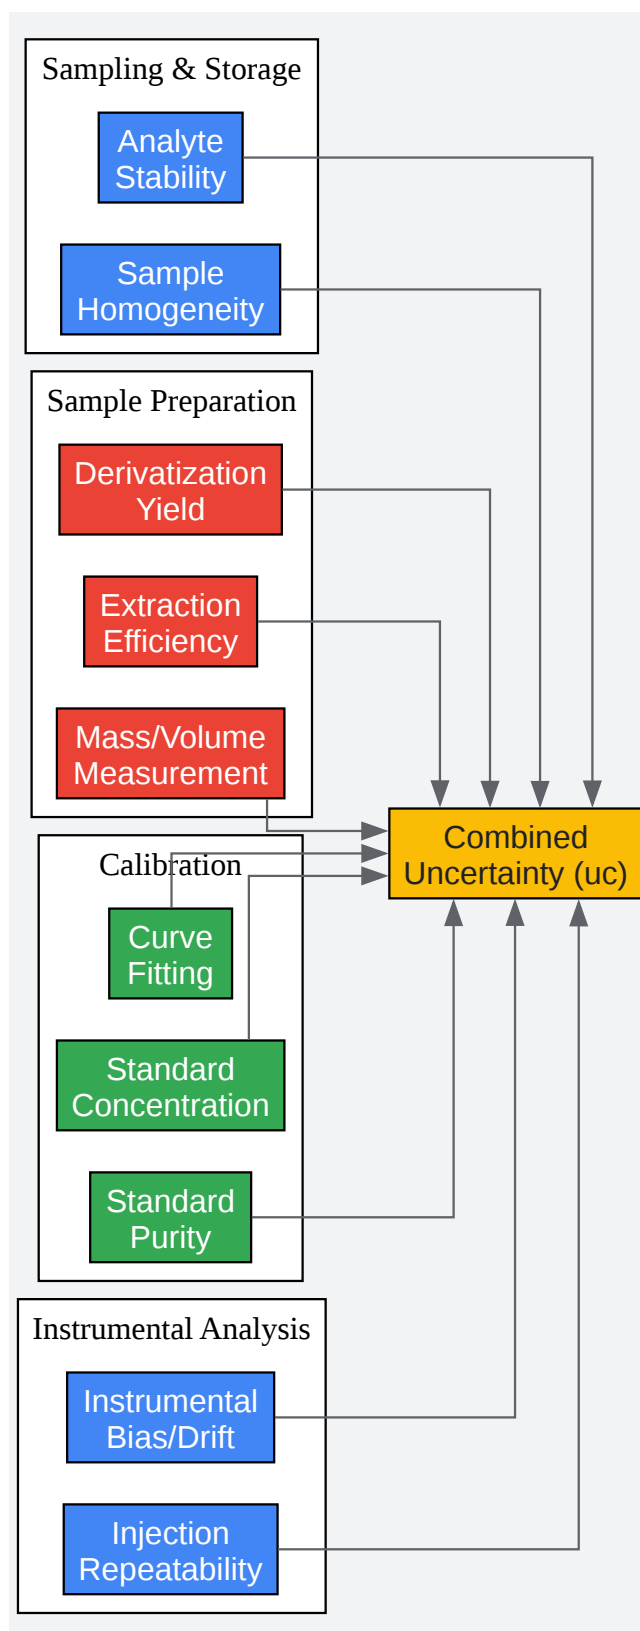 Sampling & Storage
Analyte
Stability
Sample
Homogeneity
Sample Preparation
Derivatization
Yield
Extraction
Efficiency
Mass/Volume
Measurement
Combined
Uncertainty (uc)
Calibration
Curve
Fitting
Standard
Concentration
Standard
Purity
Instrumental Analysis
Instrumental
Bias/Drift
Injection
Repeatability